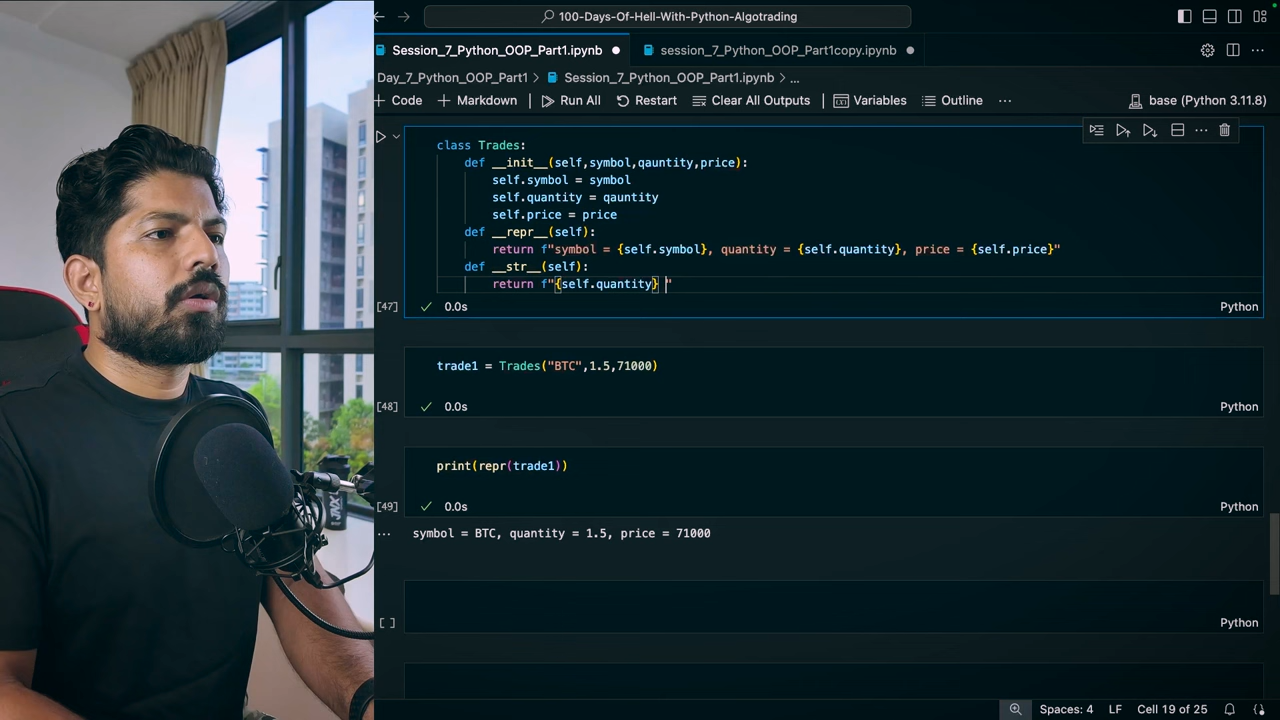 100-Days-Of-Hell-With-Python-Algotrading
Session_7_Python_OOP_Part1.ipynb
session_7_Python_OOP_Part1copy.ipynb
Day_7_Python_OOP_Part1 > Session_7_Python_OOP_Part1.ipynb > ...
+ Code + Markdown | Run All Restart Clear All Outputs | Variables Outline ... base (Python 3.11.8)
class Trades:
def __init__(self,symbol,qauntity,price):
self.symbol = symbol
self.quantity = qauntity
self.price = price
def __repr__(self):
return f"symbol = {self.symbol}, quantity = {self.quantity}, price = {self.price}"
def __str__(self):
return f"{self.quantity} "
[47] 0.0s Python
trade1 = Trades("BTC",1.5,71000)
[48] 0.0s Python
print(repr(trade1))
[49] 0.0s Python
... symbol = BTC, quantity = 1.5, price = 71000
[ ] Python
Spaces: 4 LF Cell 19 of 25